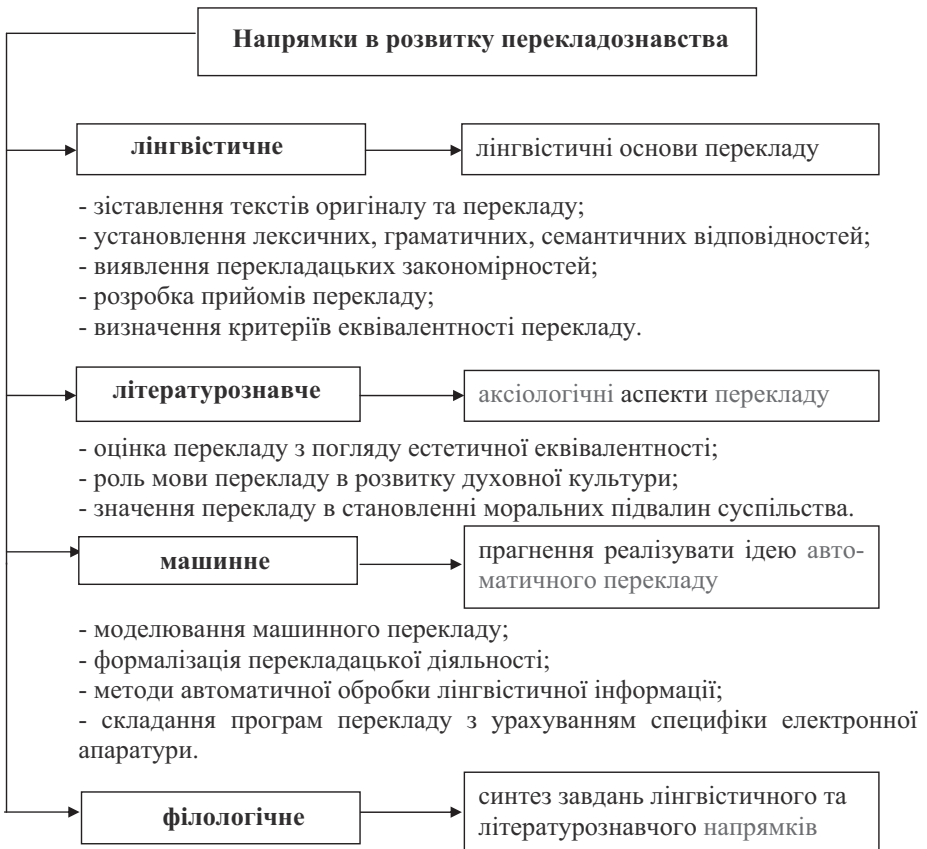 Напрямки в розвитку перекладознавства
лінгвістичне
лінгвістичні основи перекладу
- зіставлення текстів оригіналу та перекладу;
- установлення лексичних, граматичних, семантичних відповідностей;
- виявлення перекладацьких закономірностей;
- розробка прийомів перекладу;
- визначення критеріїв еквівалентності перекладу.
літературознавче
аксіологічні аспекти перекладу
- оцінка перекладу з погляду естетичної еквівалентності;
- роль мови перекладу в розвитку духовної культури;
- значення перекладу в становленні моральних підвалин суспільства.
машинне
прагнення реалізувати ідею авто-
матичного перекладу
- моделювання машинного перекладу;
- формалізація перекладацької діяльності;
- методи автоматичної обробки лінгвістичної інформації;
- складання програм перекладу з урахуванням специфіки електронної
апаратури.
філологічне
синтез завдань лінгвістичного та
літературознавчого напрямків